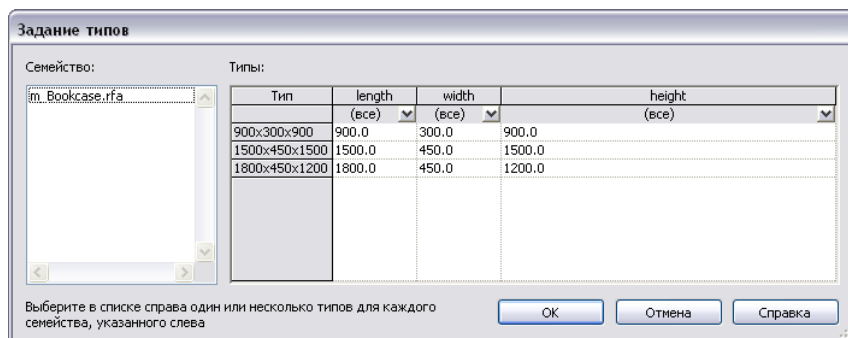 Задание типов
Семейство: Типы:
m_Bookcase.rfa
Тип length width height
(все) (все) (все)
900x300x900 900.0 300.0 900.0
1500x450x1500 1500.0 450.0 1500.0
1800x450x1200 1800.0 450.0 1200.0
Выберите в списке справа один или несколько типов для каждого
семейства, указанного слева
OK Отмена Справка